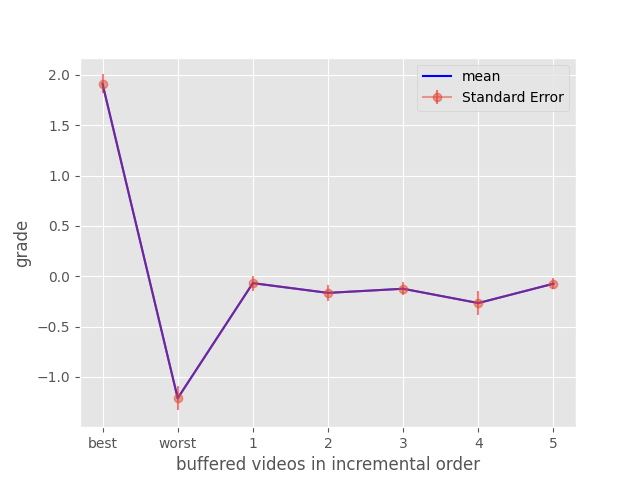 mean
Standard Error
2.0
1.5
1.0
0.5
0.0
−0.5
−1.0
grade
best worst 1 2 3 4 5
buffered videos in incremental order